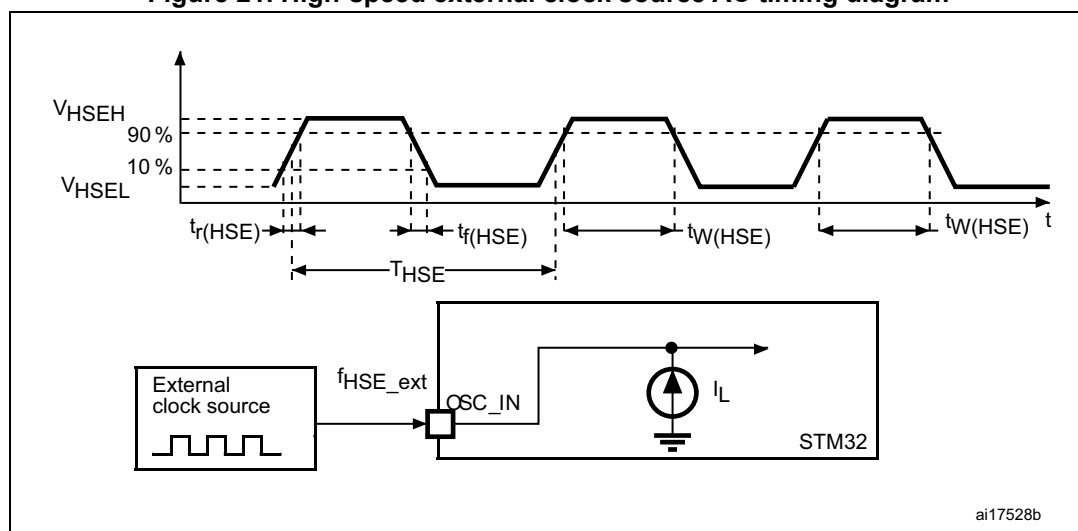 Figure 21. High-speed external clock source AC timing diagram
VHSEH
90 %
10 %
VHSEL
tr(HSE)
tf(HSE)
tW(HSE)
tW(HSE)
t
THSE
External
clock source
fHSE_ext
OSC_IN
IL
STM32
ai17528b